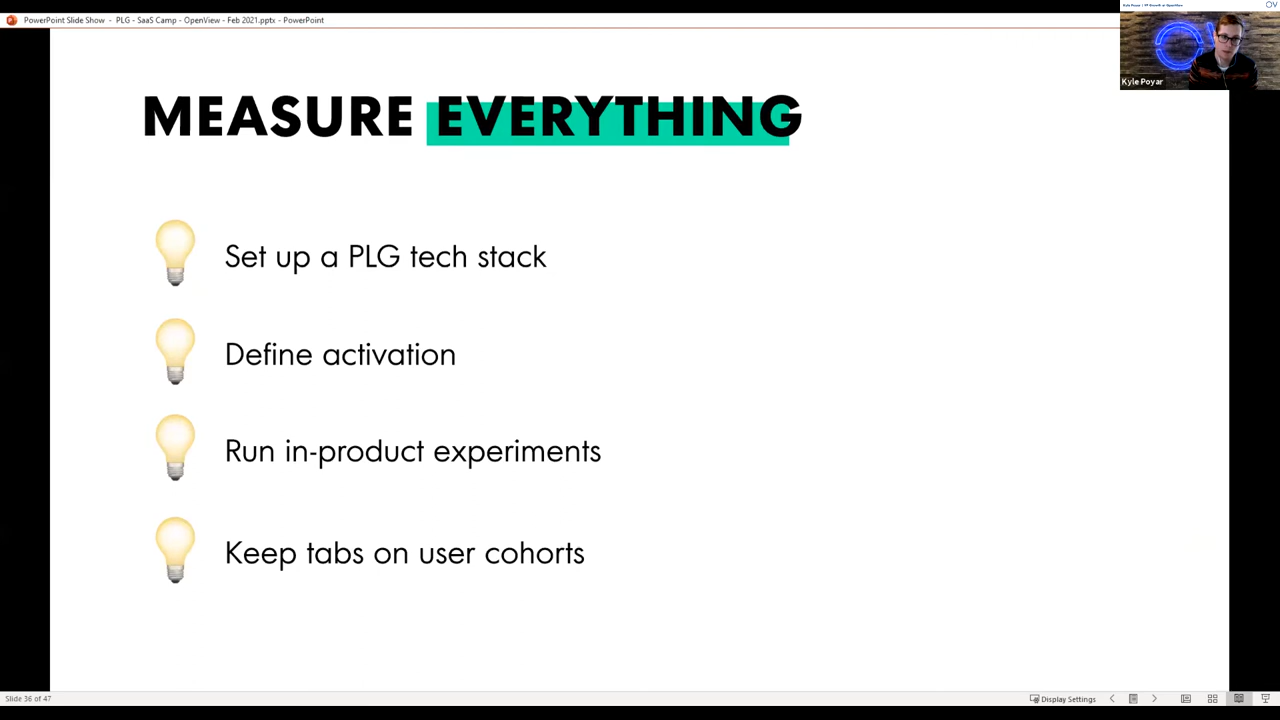 PowerPoint Slide Show - PLG - SaaS Camp - OpenView - Feb 2021.pptx - PowerPoint
OV
Kyle Poyar
MEASURE EVERYTHING
Set up a PLG tech stack
Define activation
Run in-product experiments
Keep tabs on user cohorts
Slide 36 of 47
Display Settings